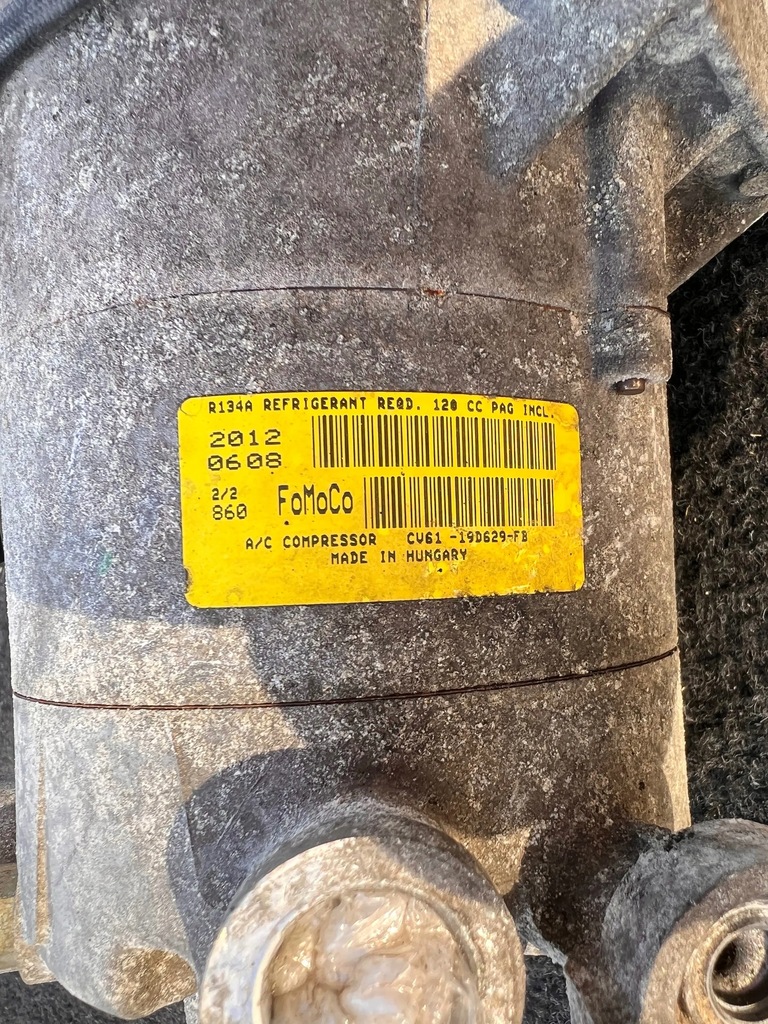 R134A REFRIGERANT REQD. 120 CC PAG INCL.
2012
0608
2/2
860
FoMoCo
A/C COMPRESSOR CV61 -19D629-FB
MADE IN HUNGARY